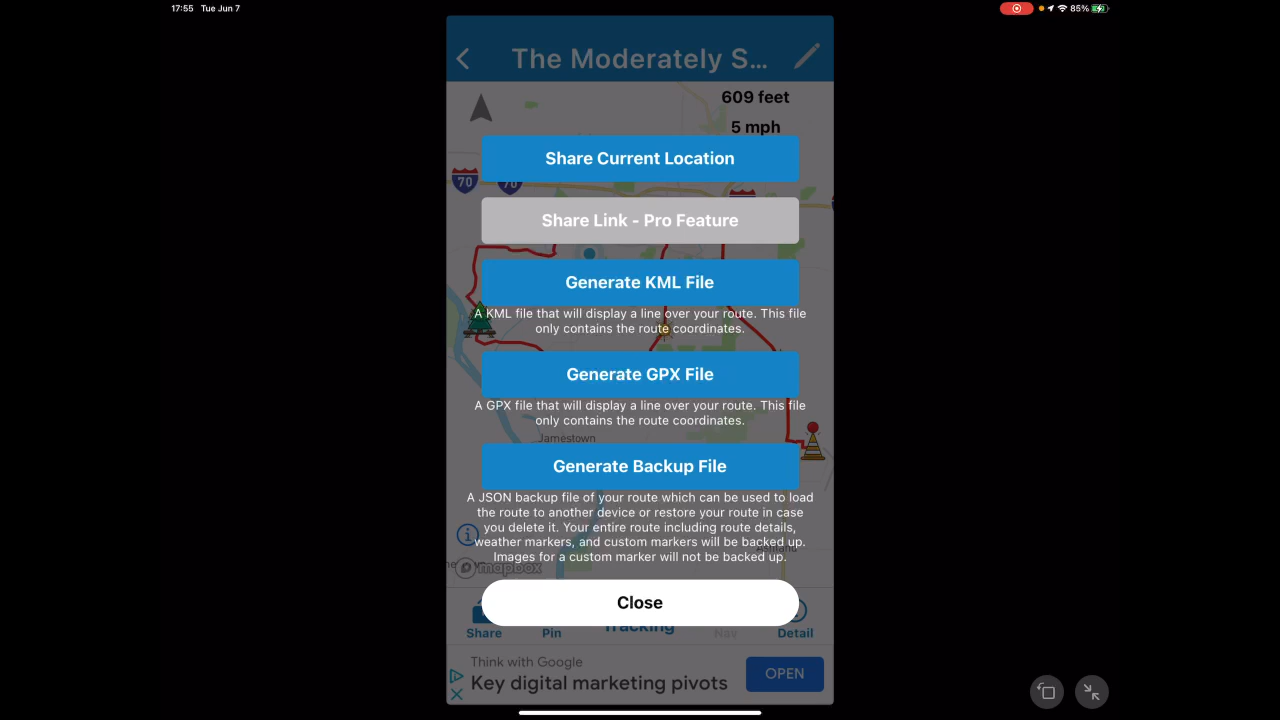 17:55 Tue Jun 7
85%
The Moderately S...
609 feet
5 mph
Share Current Location
70
70
Share Link - Pro Feature
Generate KML File
A KML file that will display a line over your route. This file
only contains the route coordinates.
Generate GPX File
A GPX file that will display a line over your route. This file
only contains the route coordinates.
Jamestown
Generate Backup File
A JSON backup file of your route which can be used to load
the route to another device or restore your route in case
you delete it. Your entire route including route details,
weather markers, and custom markers will be backed up.
Ashland
Images for a custom marker will not be backed up.
mapbox
Close
Share Pin Tracking Nav Detail
Think with Google
Key digital marketing pivots
OPEN